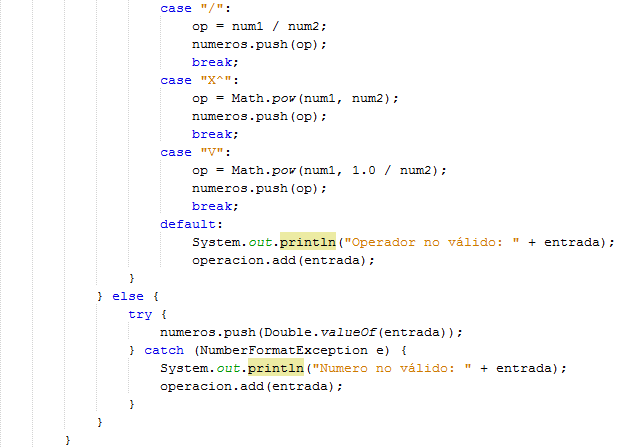 case "/":
op = num1 / num2;
numeros.push(op);
break;
case "X^":
op = Math.pow(num1, num2);
numeros.push(op);
break;
case "V":
op = Math.pow(num1, 1.0 / num2);
numeros.push(op);
break;
default:
System.out.println("Operador no válido: " + entrada);
operacion.add(entrada);
}
} else {
try {
numeros.push(Double.valueOf(entrada));
} catch (NumberFormatException e) {
System.out.println("Numero no válido: " + entrada);
operacion.add(entrada);
}
}
}